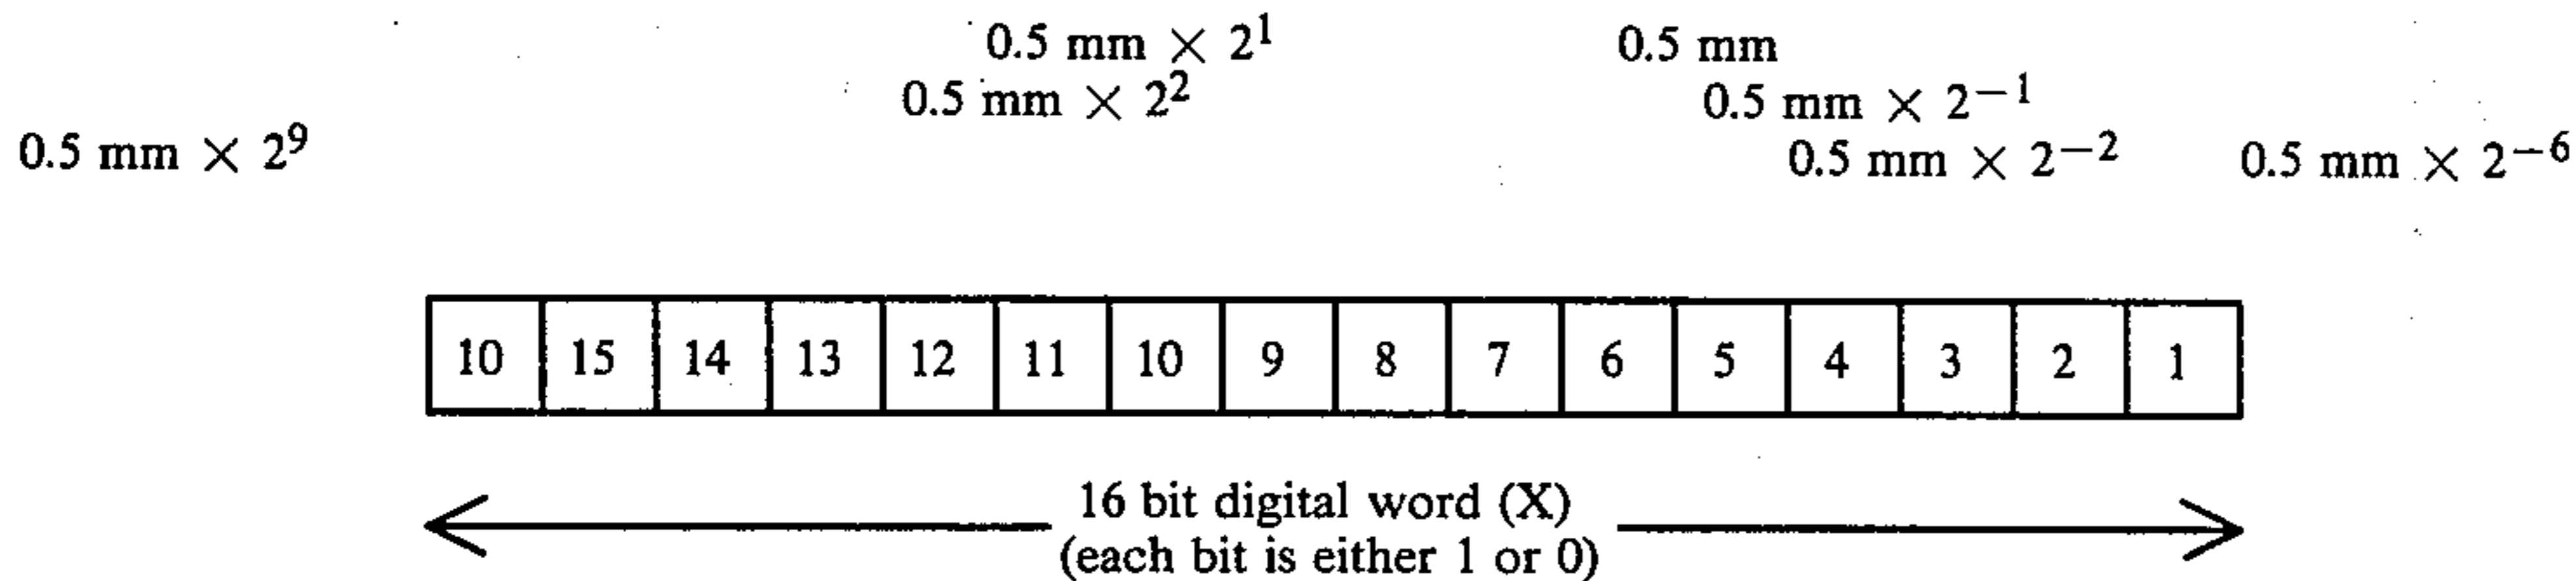 0.5 mm × 2¹ 0.5 mm
0.5 mm × 2² 0.5 mm × 2⁻¹
0.5 mm × 2⁹ 0.5 mm × 2⁻² 0.5 mm × 2⁻⁶
10 15 14 13 12 11 10 9 8 7 6 5 4 3 2 1
16 bit digital word (X)
(each bit is either 1 or 0)